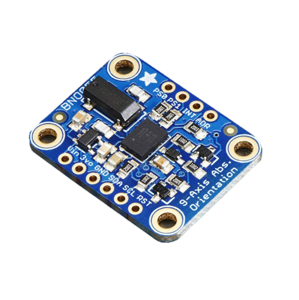 BNO055
PS0 PS1 INT ADR
Vin 3vo GND SDA SCL RST
9-Axis Abs.
Orientation